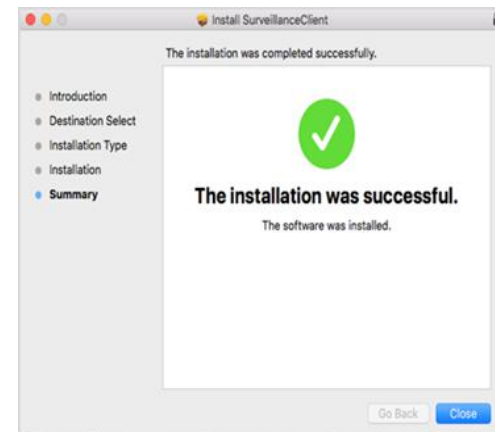 Install SurveillanceClient
The installation was completed successfully.
Introduction
Destination Select
Installation Type
Installation
Summary
The installation was successful.
The software was installed.
Go Back
Close